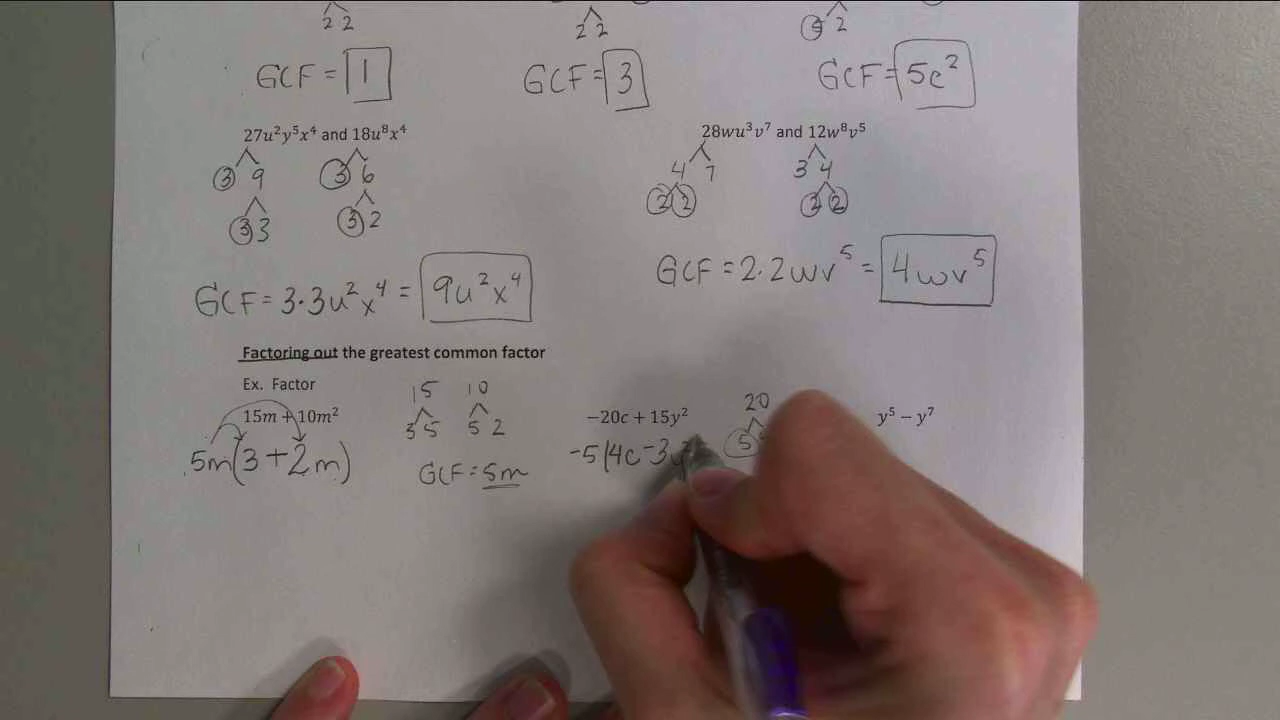 2 2
2 2
5 2
GCF = 1
GCF = 3
GCF = 5c²
27u²y⁵x⁴ and 18u⁸x⁴
28wu³v⁷ and 12w⁸v⁵
3 9
3 6
4 7
3 4
3 3
3 2
2 2
2 2
GCF = 3·3u²x⁴ = 9u²x⁴
GCF = 2·2wv⁵ = 4wv⁵
Factoring out the greatest common factor
Ex. Factor
15m + 10m²
15 10
3 5
5 2
5m(3+2m)
GCF = 5m
−20c + 15y²
20
5
-5(4c-3y²
y⁵ − y⁷